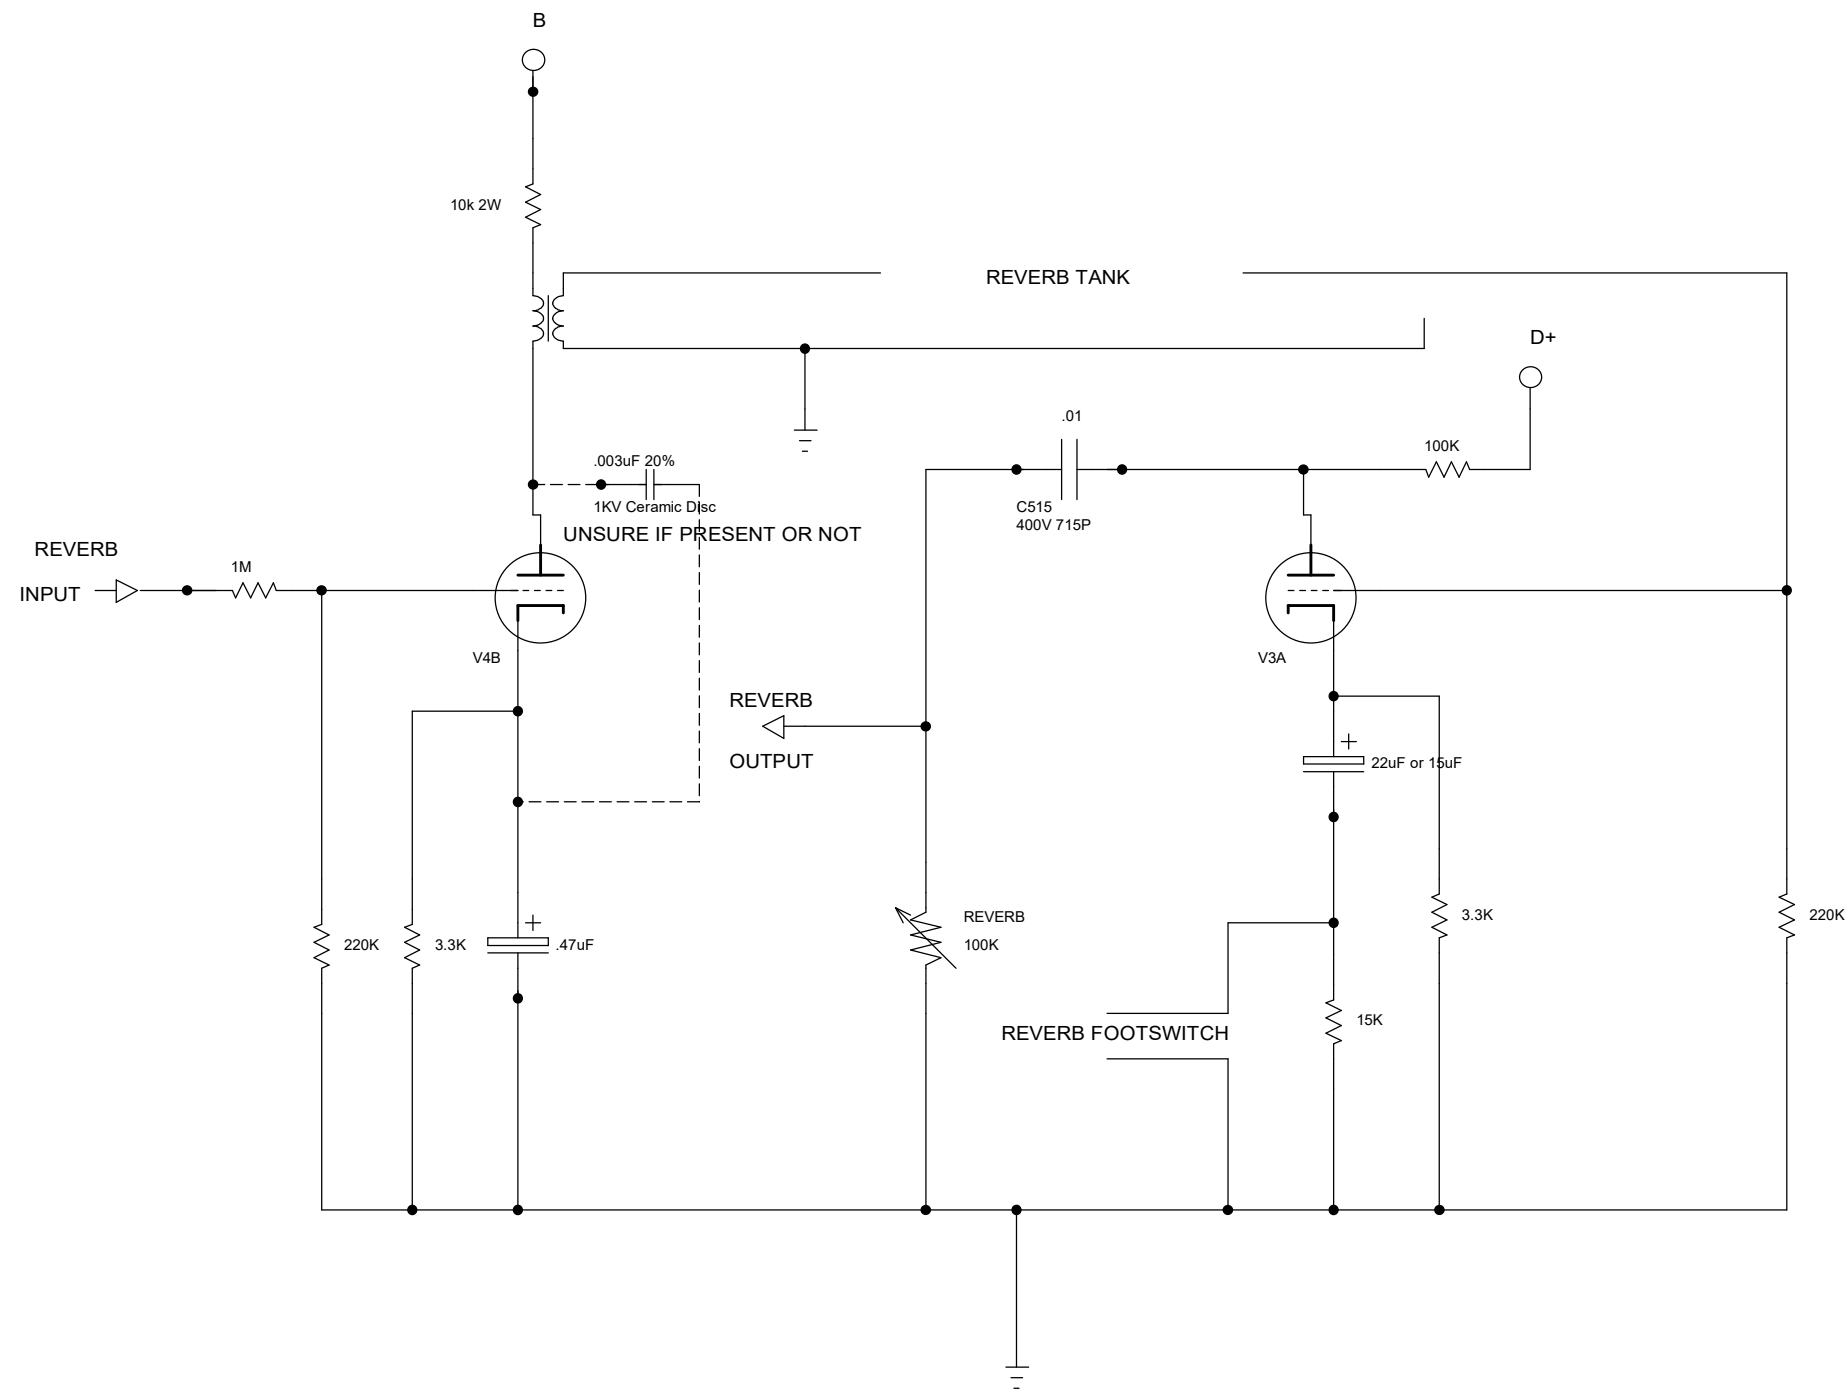 B
10k 2W
REVERB TANK
D+
.01
100K
.003uF 20%
1KV Ceramic Disc
C515
400V 715P
UNSURE IF PRESENT OR NOT
REVERB
INPUT
1M
V4B
V3A
REVERB
OUTPUT
22uF or 15uF
REVERB
100K
220K
3.3K
.47uF
3.3K
220K
15K
REVERB FOOTSWITCH